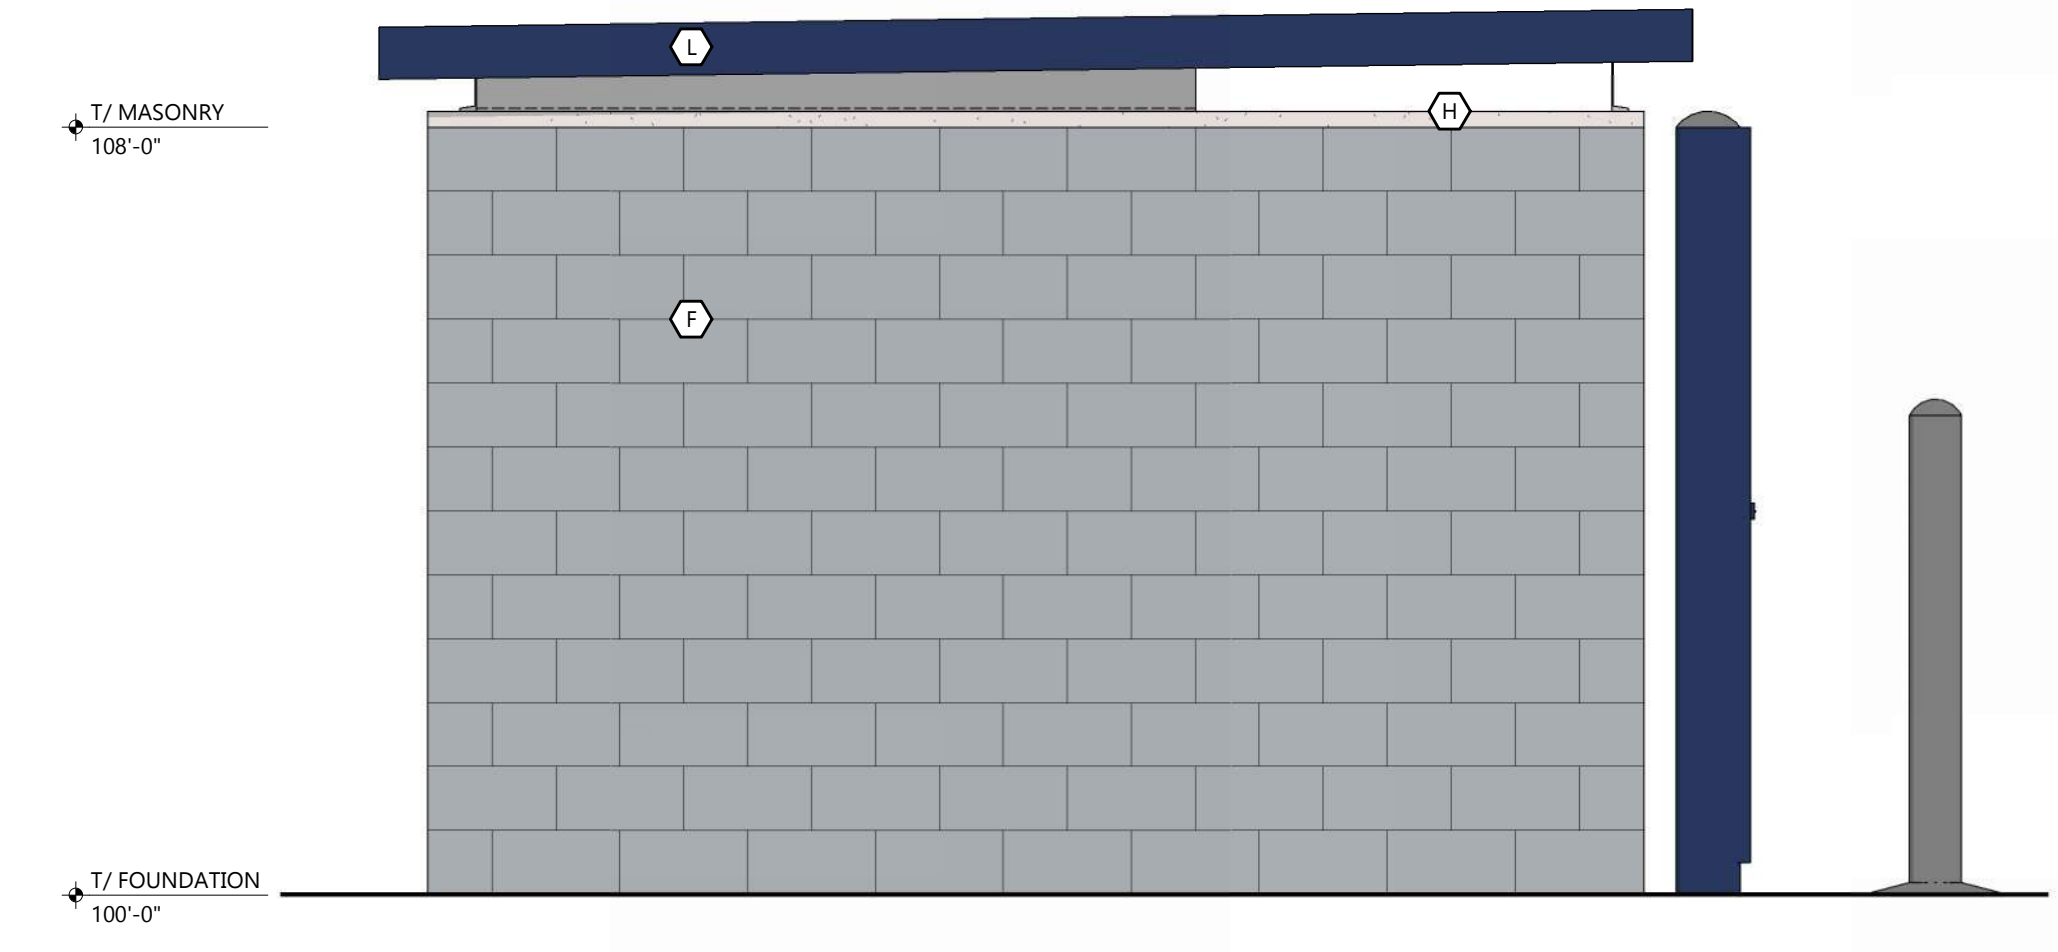 L
T/ MASONRY
108'-0"
H
F
T/ FOUNDATION
100'-0"